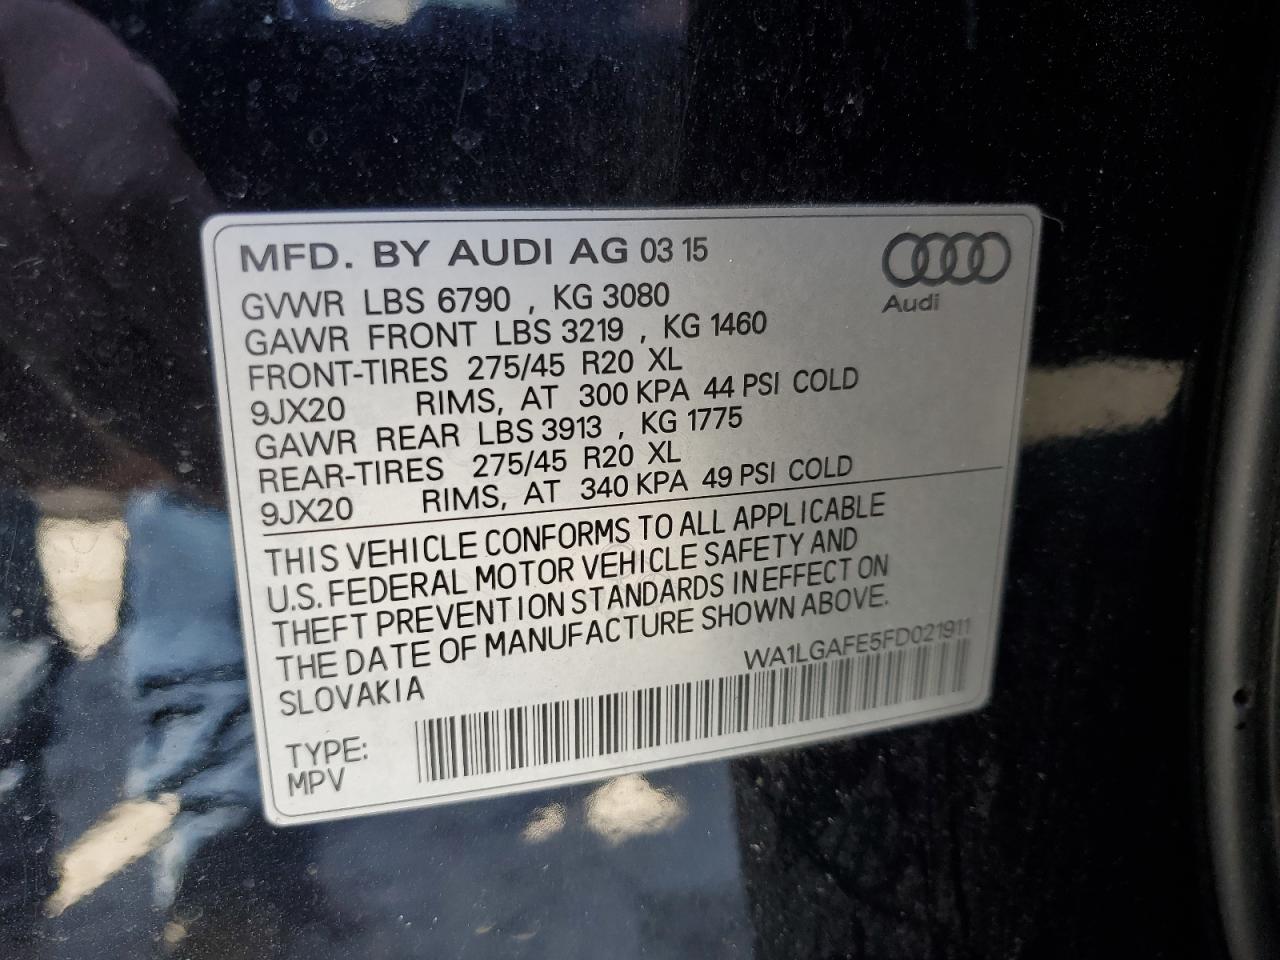 MFD. BY AUDI AG 03 15
Audi
GVWR LBS 6790 , KG 3080
GAWR FRONT LBS 3219 , KG 1460
FRONT-TIRES 275/45 R20 XL
9JX20 RIMS, AT 300 KPA 44 PSI COLD
GAWR REAR LBS 3913 , KG 1775
REAR-TIRES 275/45 R20 XL
9JX20 RIMS, AT 340 KPA 49 PSI COLD
THIS VEHICLE CONFORMS TO ALL APPLICABLE
U.S. FEDERAL MOTOR VEHICLE SAFETY AND
THEFT PREVENTION STANDARDS IN EFFECT ON
THE DATE OF MANUFACTURE SHOWN ABOVE.
SLOVAKIA
WA1LGAFE5FD021911
TYPE:
MPV